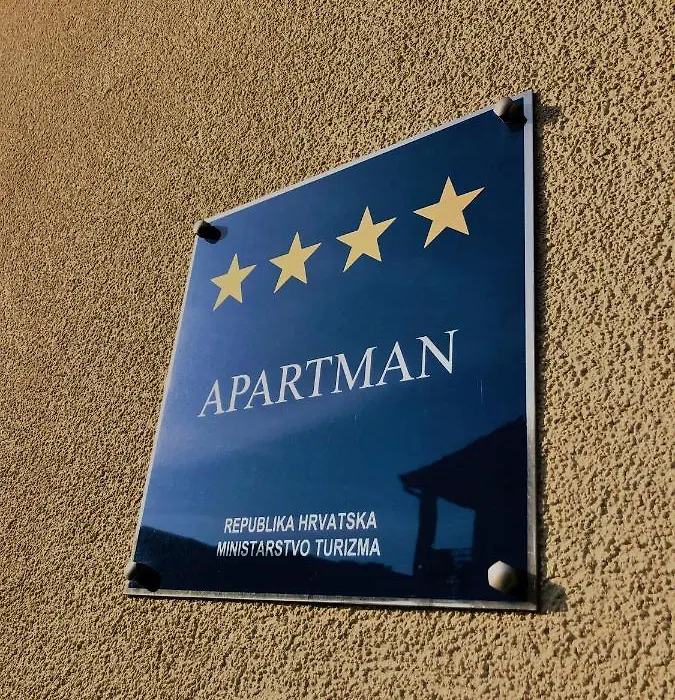 APARTMAN
REPUBLIKA HRVATSKA
MINISTARSTVO TURIZMA